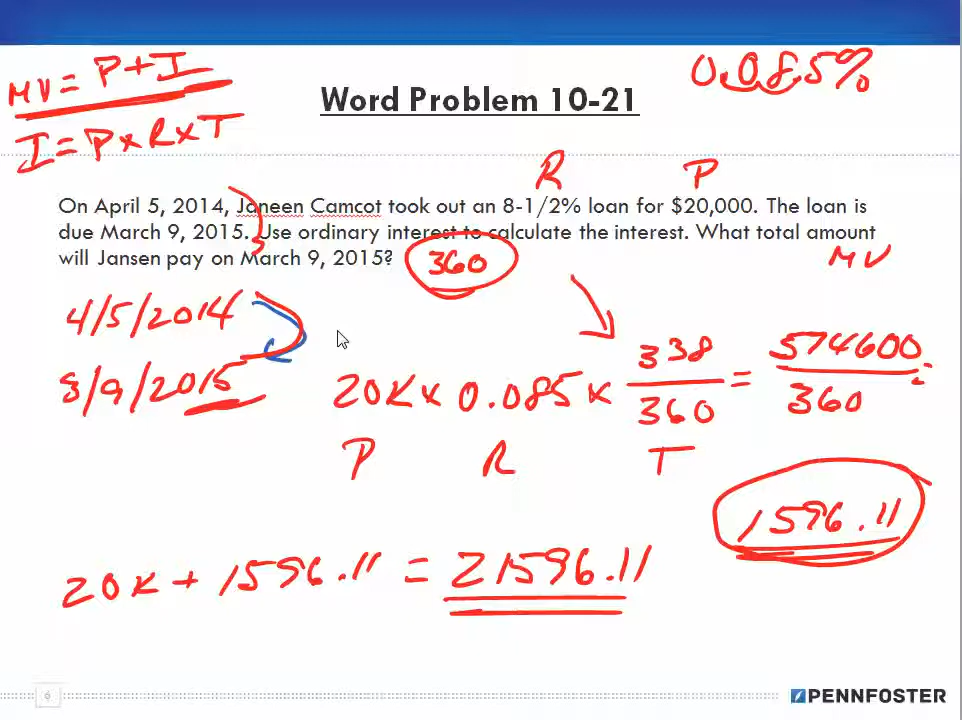 MV = P + I
I = P x R x T
0.08.5%
Word Problem 10-21
R P
On April 5, 2014, Janeen Camcot took out an 8-1/2% loan for $20,000. The loan is
due March 9, 2015. Use ordinary interest to calculate the interest. What total amount
will Jansen pay on March 9, 2015?
360
MV
4/5/2014
3/9/2015
20K x 0.085 x 338/360 = 574600/360 =
P R T
1596.11
20K + 1596.11 = 21596.11
6
PENNFOSTER